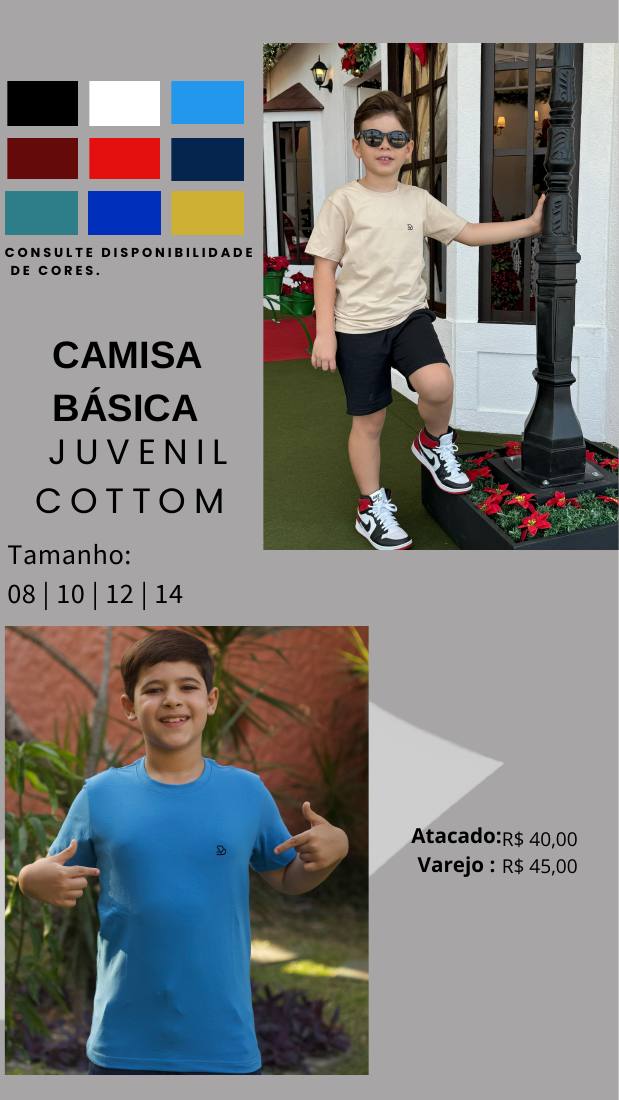 CONSULTE DISPONIBILIDADE
DE CORES.
CAMISA
BÁSICA
JUVENIL
COTTOM
Tamanho:
08 | 10 | 12 | 14
Atacado:R$ 40,00
Varejo : R$ 45,00